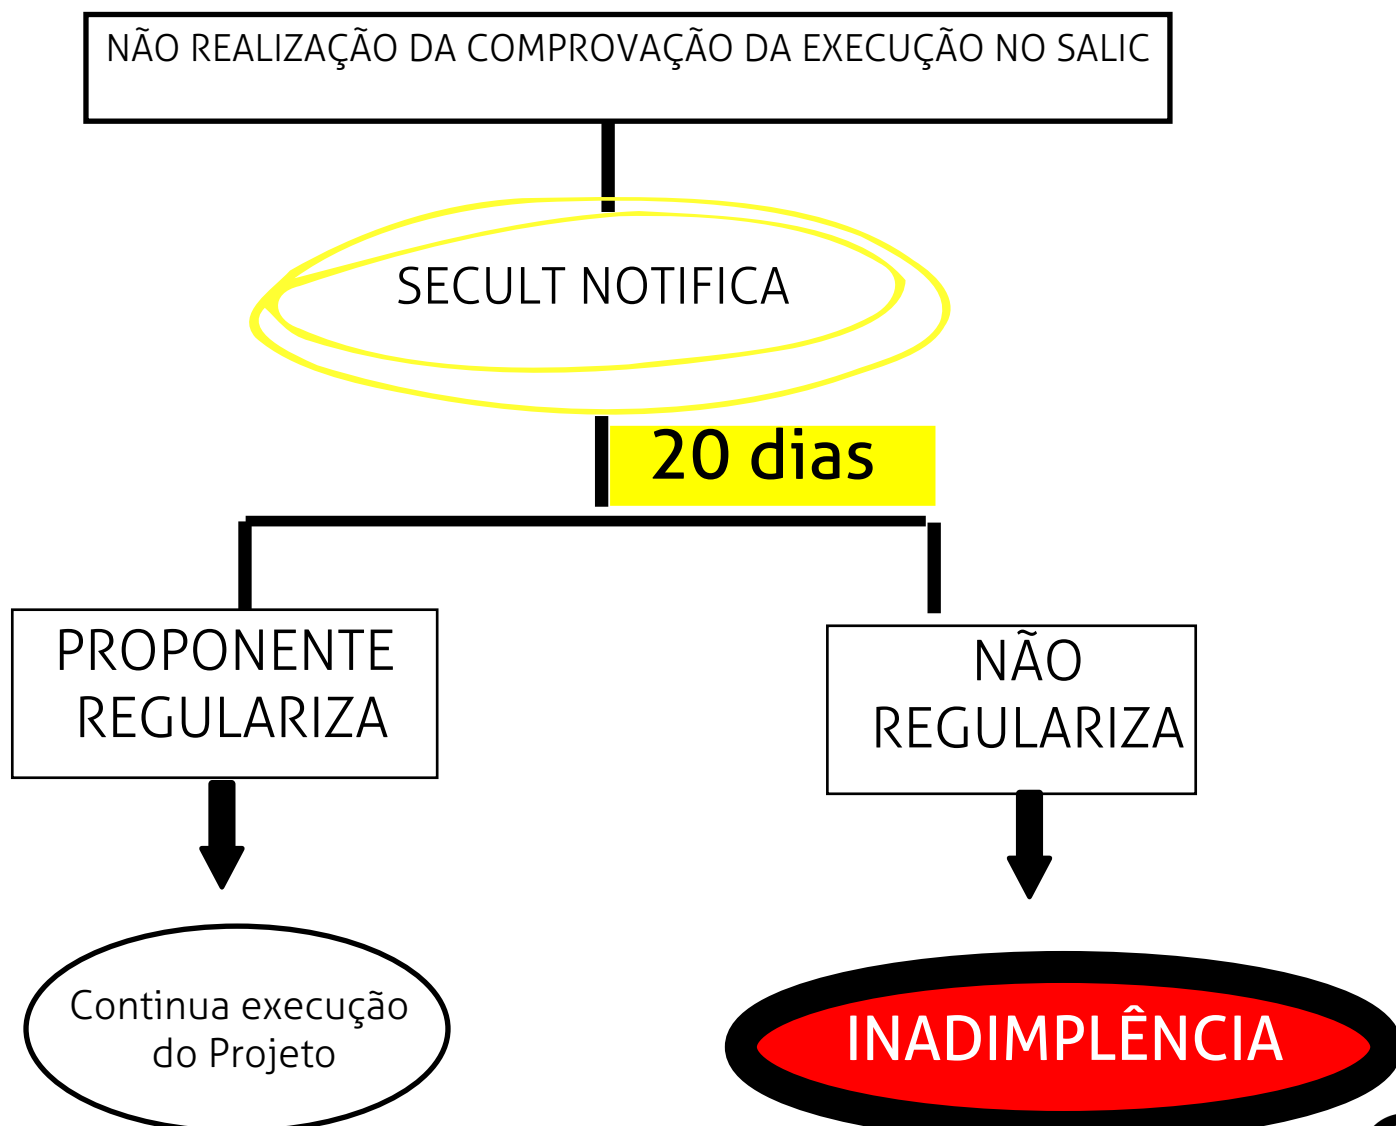 NÃO REALIZAÇÃO DA COMPROVAÇÃO DA EXECUÇÃO NO SALIC
SECULT NOTIFICA
20 dias
PROPONENTE
REGULARIZA
NÃO
REGULARIZA
Continua execução
do Projeto
INADIMPLÊNCIA